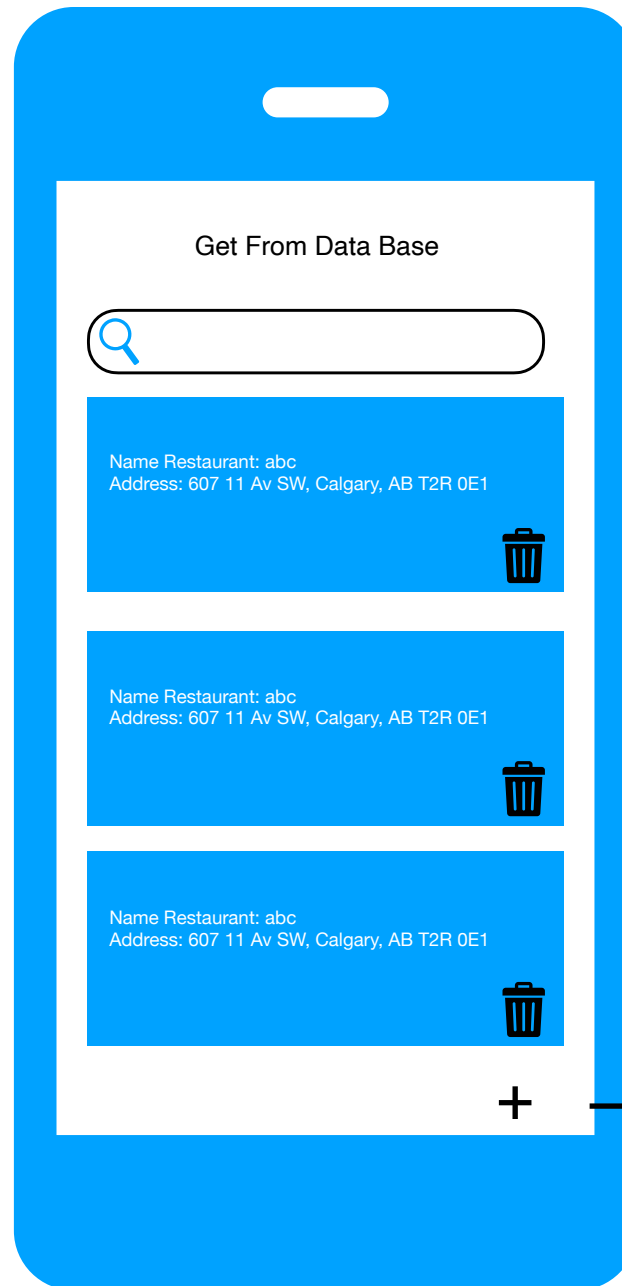 Get From Data Base
Name Restaurant: abc
Address: 607 11 Av SW, Calgary, AB T2R 0E1
Name Restaurant: abc
Address: 607 11 Av SW, Calgary, AB T2R 0E1
Name Restaurant: abc
Address: 607 11 Av SW, Calgary, AB T2R 0E1
+